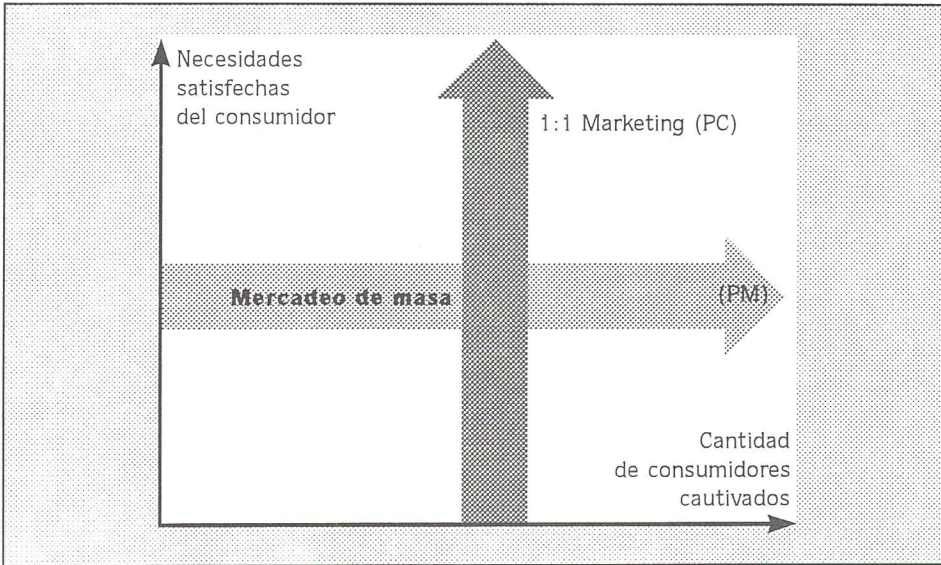 Necesidades
satisfechas
del consumidor
1:1 Marketing (PC)
Mercadeo de masa
(PM)
Cantidad
de consumidores
cautivados